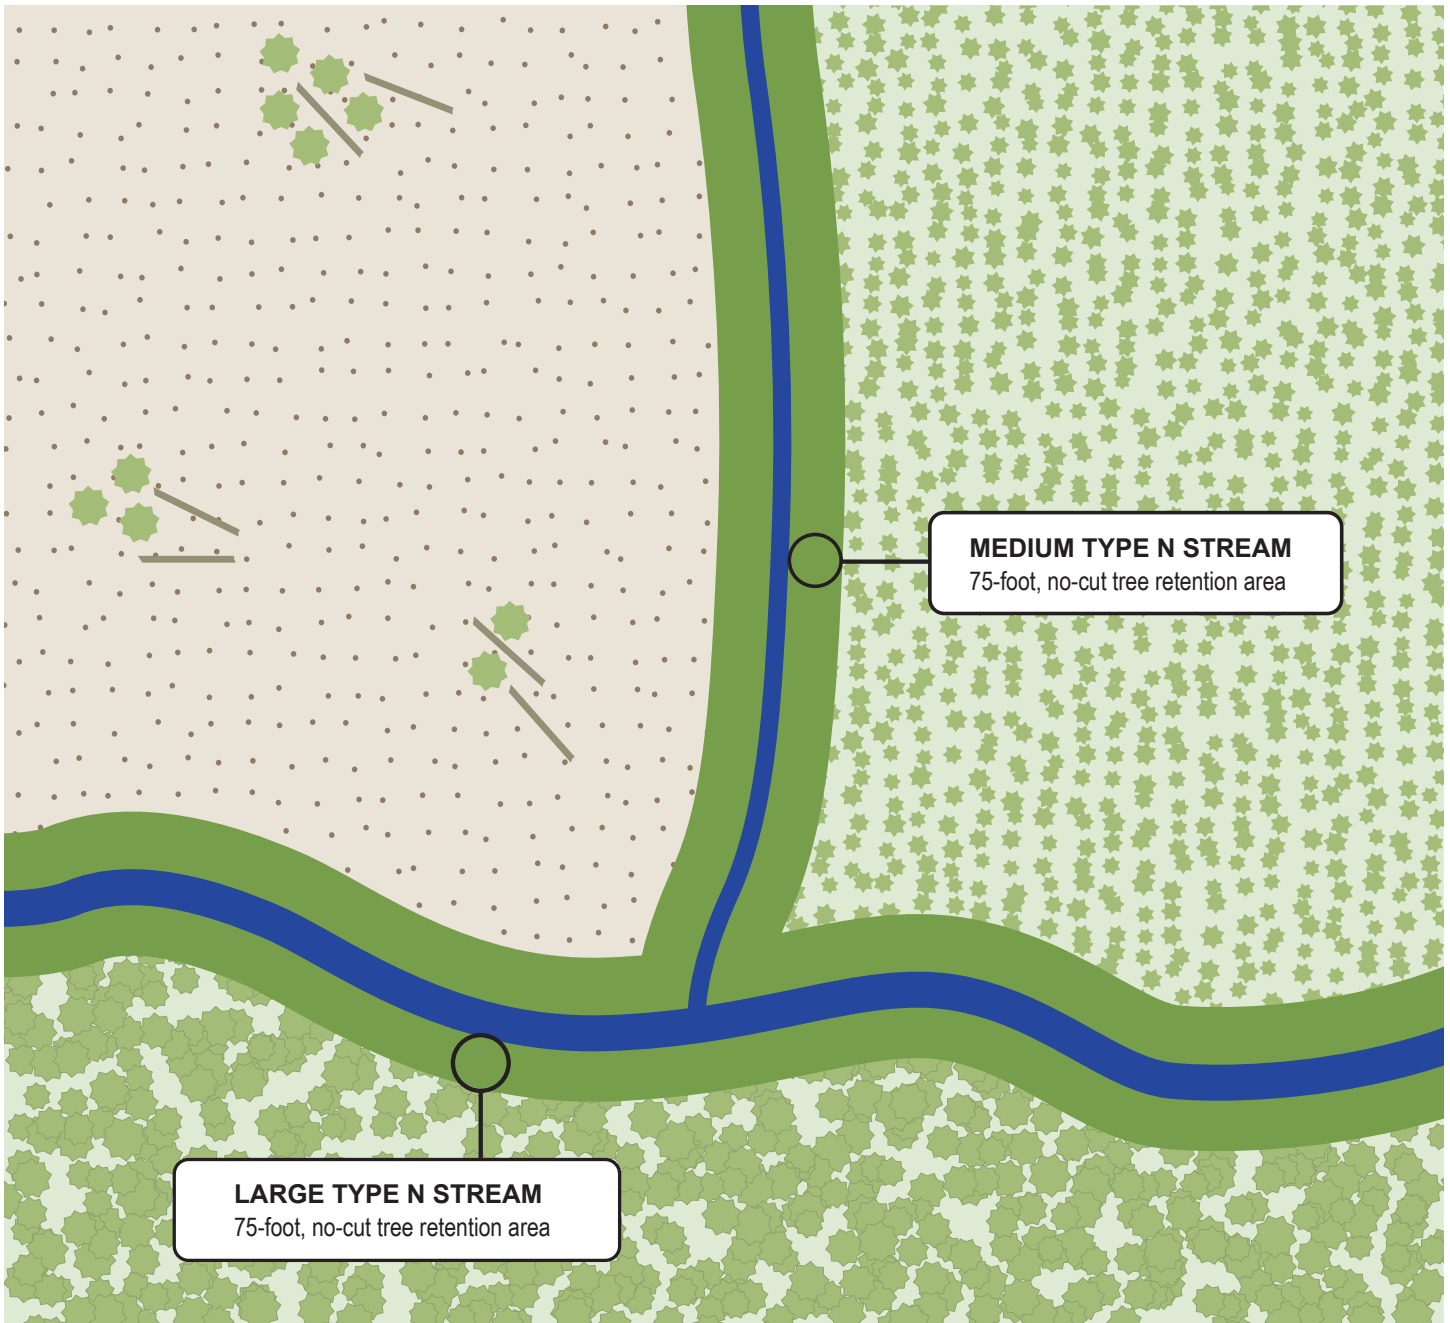 MEDIUM TYPE N STREAM
75-foot, no-cut tree retention area
LARGE TYPE N STREAM
75-foot, no-cut tree retention area